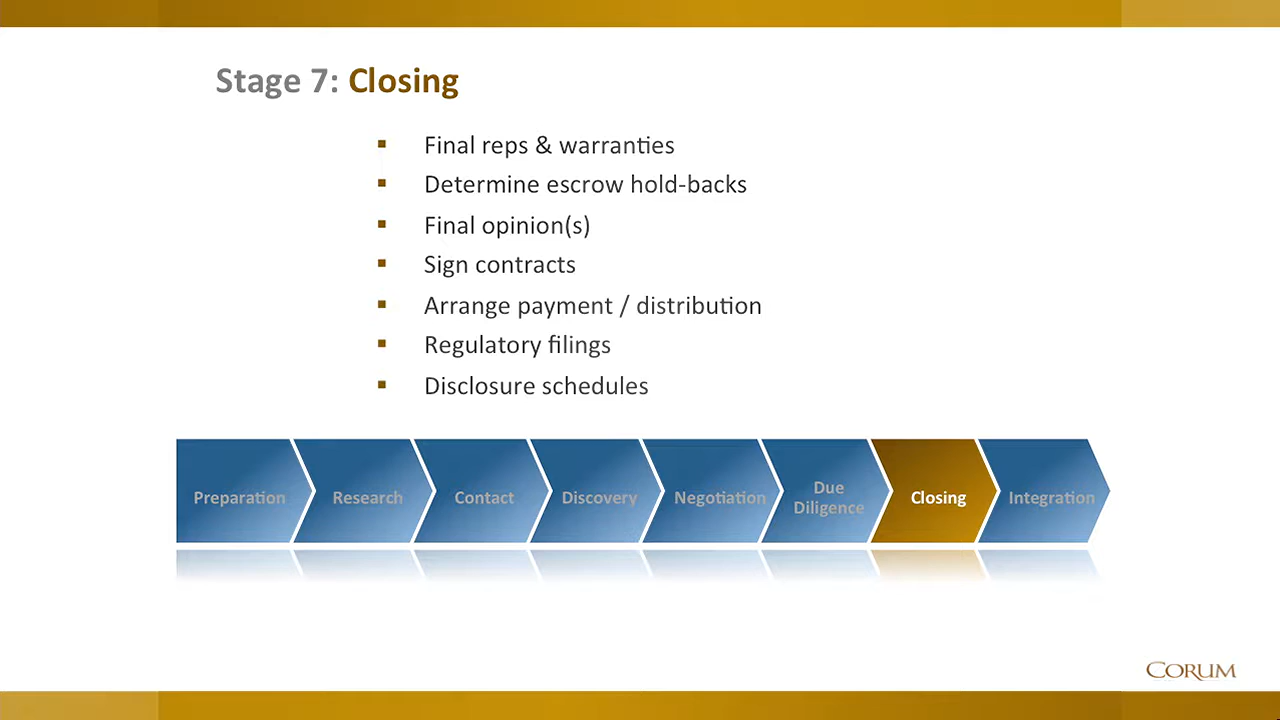 Stage 7: Closing
Final reps & warranties
Determine escrow hold-backs
Final opinion(s)
Sign contracts
Arrange payment / distribution
Regulatory filings
Disclosure schedules
Preparation
Research
Contact
Discovery
Negotiation
Due
Diligence
Closing
Integration
CORUM